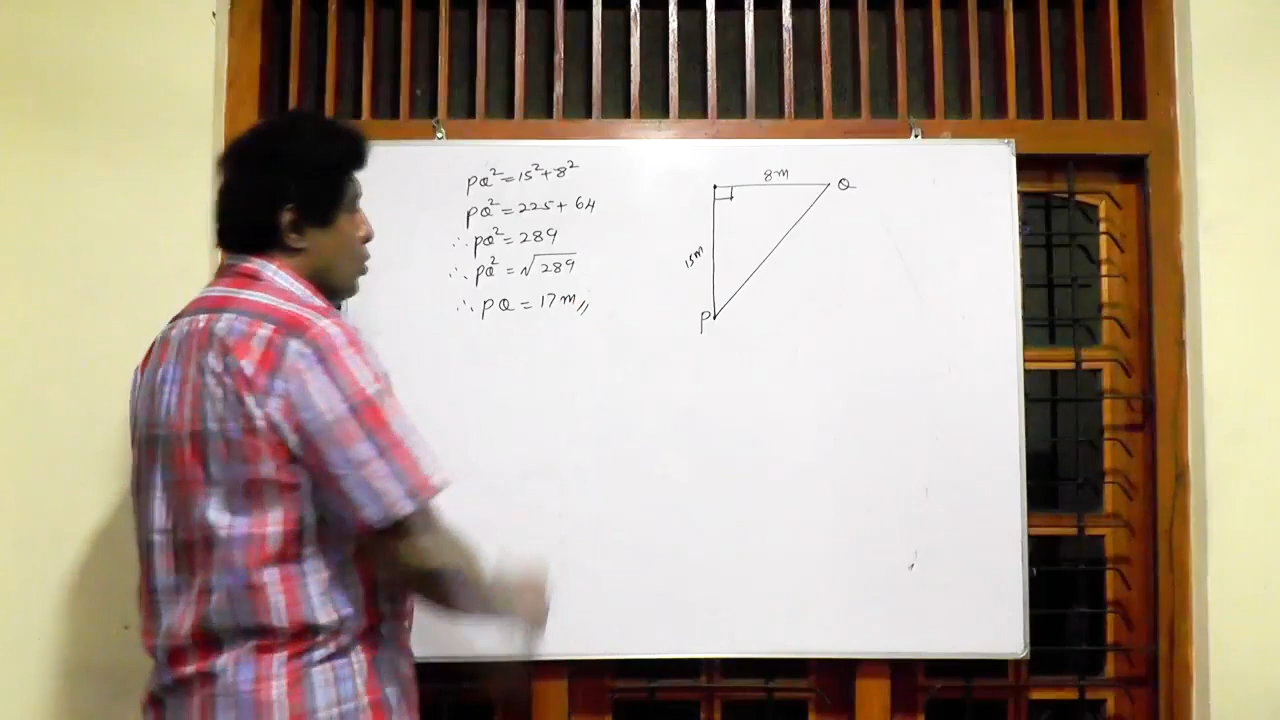 PQ² = 15² + 8²
PQ² = 225 + 64
∴ PQ² = 289
∴ PQ² = √289
∴ PQ = 17m,,
8m
Q
15m
P